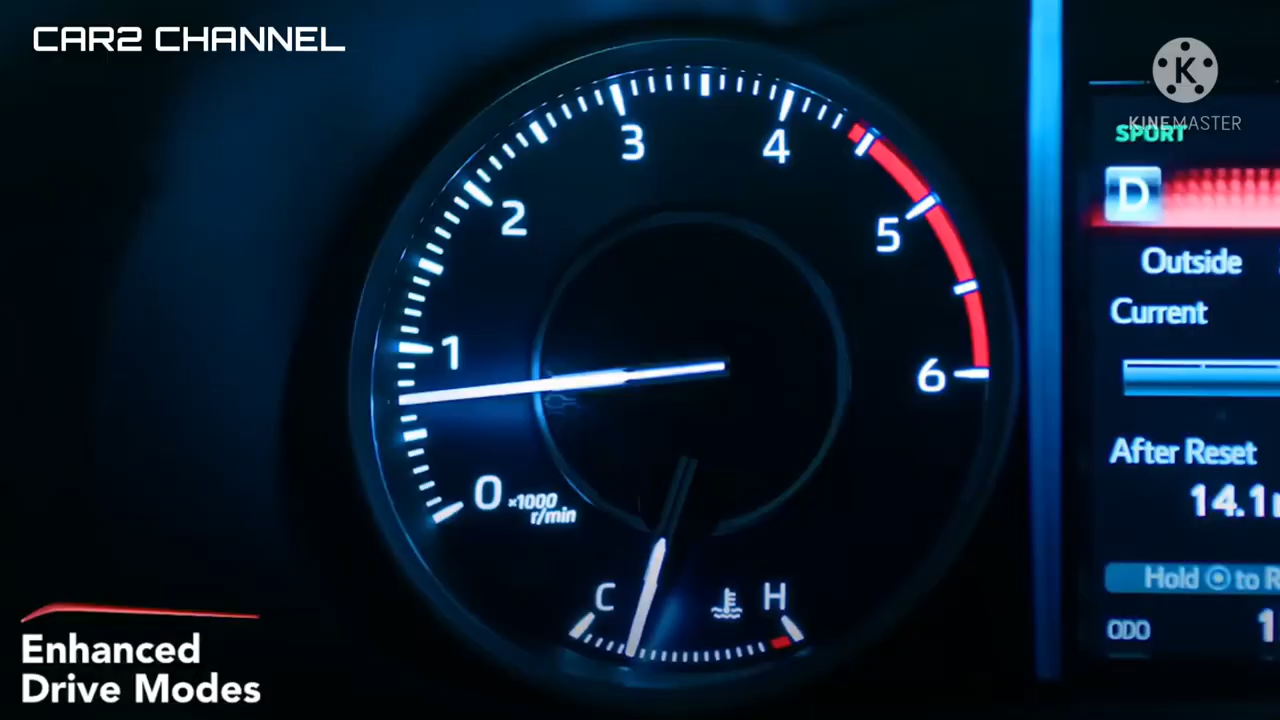 CAR2 CHANNEL
K
KINEMASTER
SPORT
D
3
4
2
5
Outside
Current
1
6
After Reset
0
×1000
r/min
14.1
Hold to R
C
H
ODO
1
Enhanced
Drive Modes